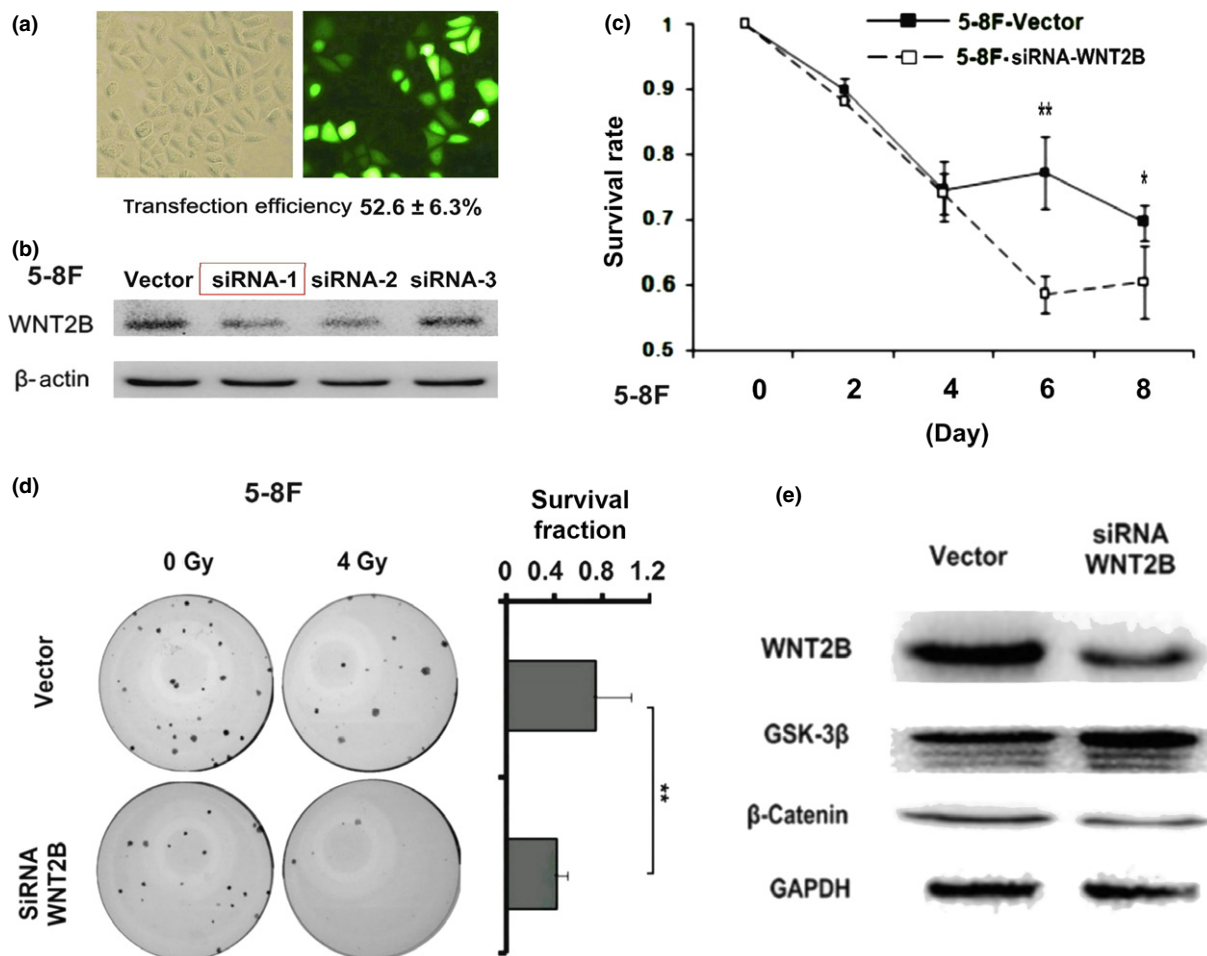 (a)
Transfection efficiency 52.6 ± 6.3%
(b)
5-8F
Vector siRNA-1 siRNA-2 siRNA-3
WNT2B
β- actin
(c)
5-8F-Vector
5-8F-siRNA-WNT2B
Survival rate
1
0.9
0.8
0.7
0.6
0.5
**
*
5-8F
0 2 4 6 8
(Day)
(d)
5-8F
0 Gy 4 Gy
Vector
SiRNA
WNT2B
Survival
fraction
0 0.4 0.8 1.2
**
(e)
Vector
siRNA
WNT2B
WNT2B
GSK-3β
β-Catenin
GAPDH